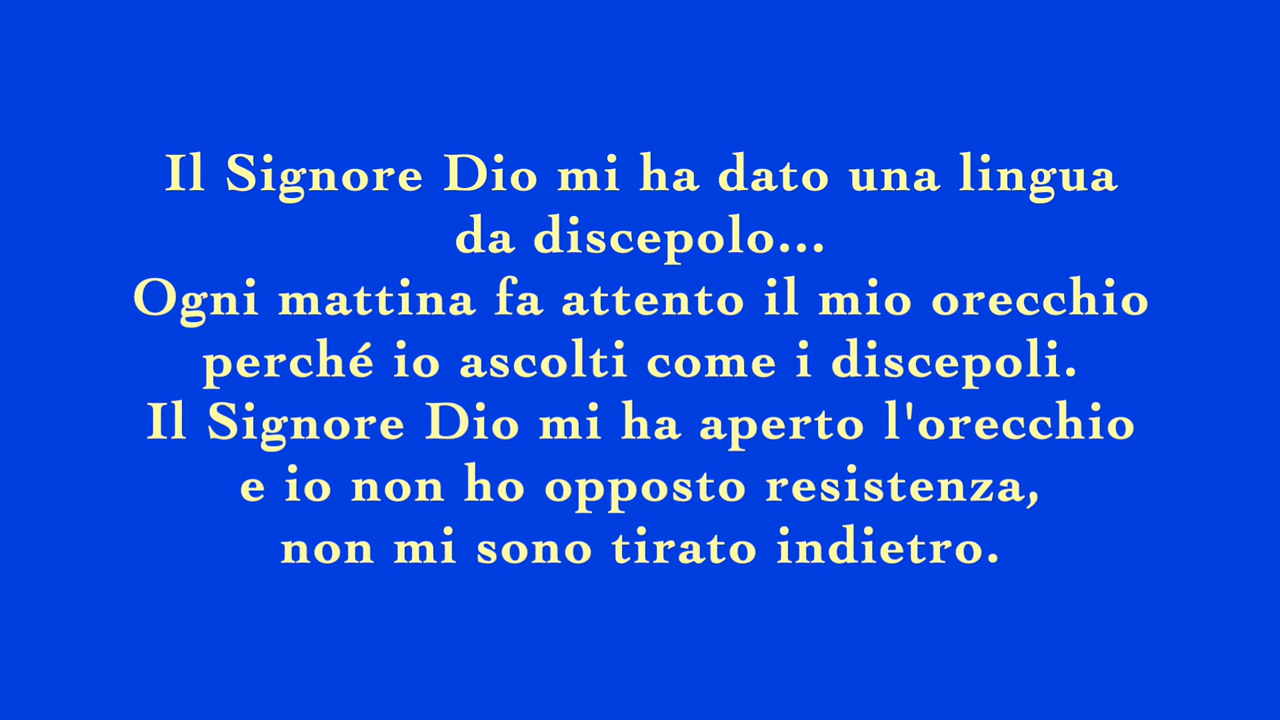 Il Signore Dio mi ha dato una lingua
da discepolo...
Ogni mattina fa attento il mio orecchio
perché io ascolti come i discepoli.
Il Signore Dio mi ha aperto l'orecchio
e io non ho opposto resistenza,
non mi sono tirato indietro.